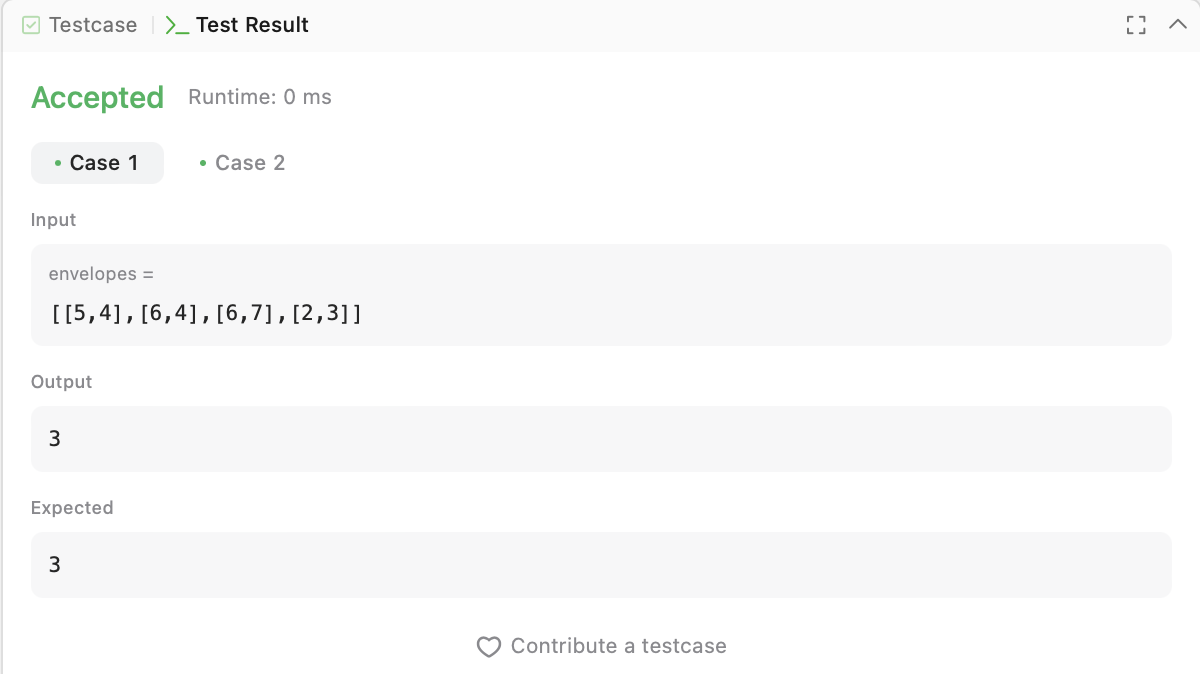 Testcase Test Result
Accepted Runtime: 0 ms
Case 1 Case 2
Input
envelopes =
[[5,4],[6,4],[6,7],[2,3]]
Output
3
Expected
3
Contribute a testcase